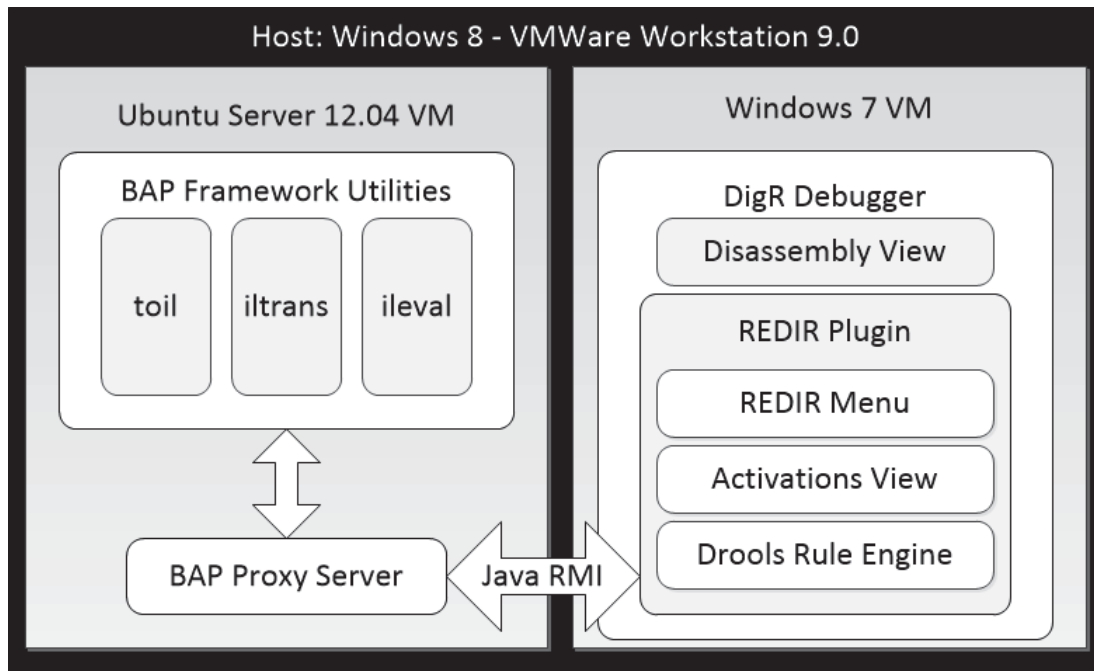 Host: Windows 8 - VMWare Workstation 9.0
Ubuntu Server 12.04 VM
BAP Framework Utilities
toil
iltrans
ileval
BAP Proxy Server
Java RMI
Windows 7 VM
DigR Debugger
Disassembly View
REDIR Plugin
REDIR Menu
Activations View
Drools Rule Engine